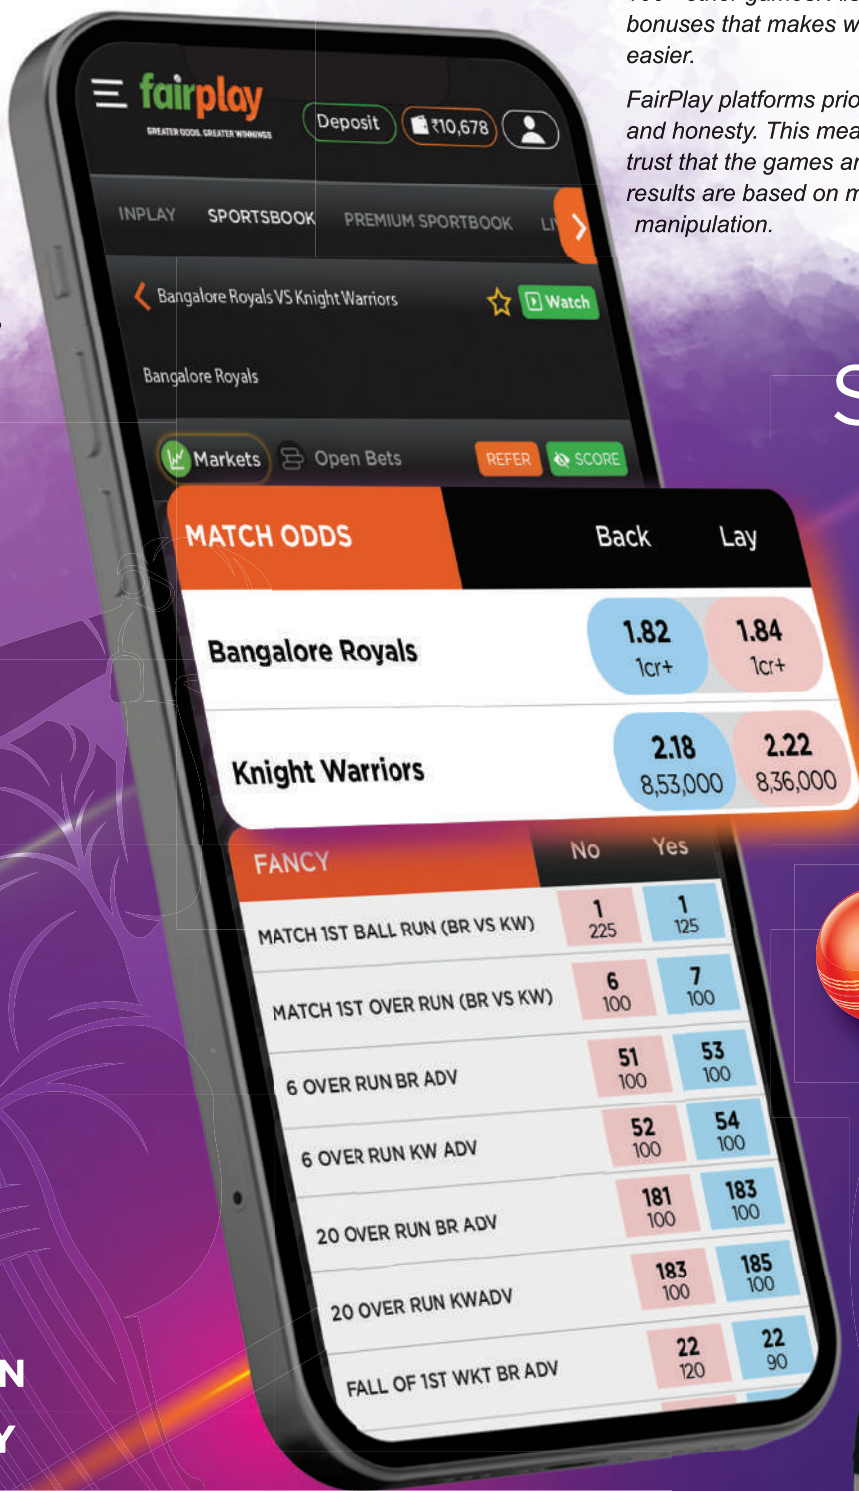 bonuses that makes
easier.
FairPlay platforms
and honesty. This
trust that the games
results are based on
manipulation.
fairplay
GREATER ODDS. GREATER WINNINGS
Deposit
₹10,678
INPLAY SPORTSBOOK PREMIUM SPORTBOOK
Bangalore Royals VS Knight Warriors Watch
Bangalore Royals
Markets Open Bets REFER SCORE
MATCH ODDS Back Lay
Bangalore Royals 1.82 1.84
1cr+ 1cr+
Knight Warriors 2.18 2.22
8,53,000 8,36,000
FANCY No Yes
MATCH 1ST BALL RUN (BR VS KW) 1 1
225 125
MATCH 1ST OVER RUN (BR VS KW) 6 7
100 100
6 OVER RUN BR ADV 51 53
100 100
6 OVER RUN KW ADV 52 54
100 100
20 OVER RUN BR ADV 181 183
100 100
20 OVER RUN KWADV 183 185
100 100
FALL OF 1ST WKT BR ADV 22 22
120 90